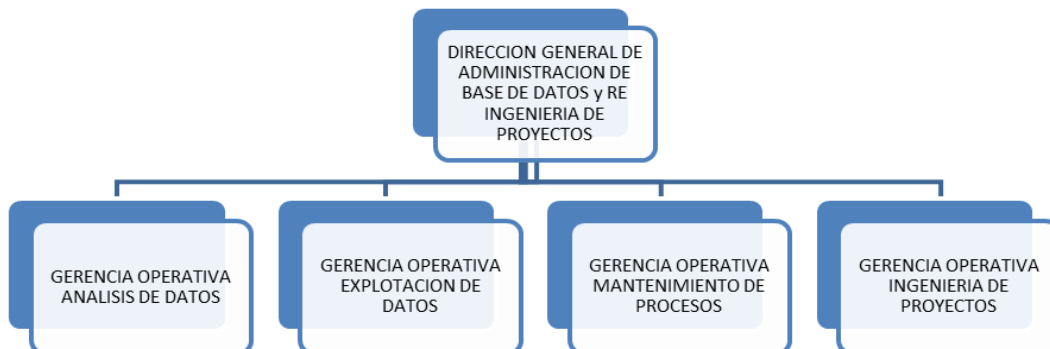 DIRECCION GENERAL DE
ADMINISTRACION DE
BASE DE DATOS y RE
INGENIERIA DE
PROYECTOS
GERENCIA OPERATIVA
ANALISIS DE DATOS
GERENCIA OPERATIVA
EXPLOTACION DE
DATOS
GERENCIA OPERATIVA
MANTENIMIENTO DE
PROCESOS
GERENCIA OPERATIVA
INGENIERIA DE
PROYECTOS